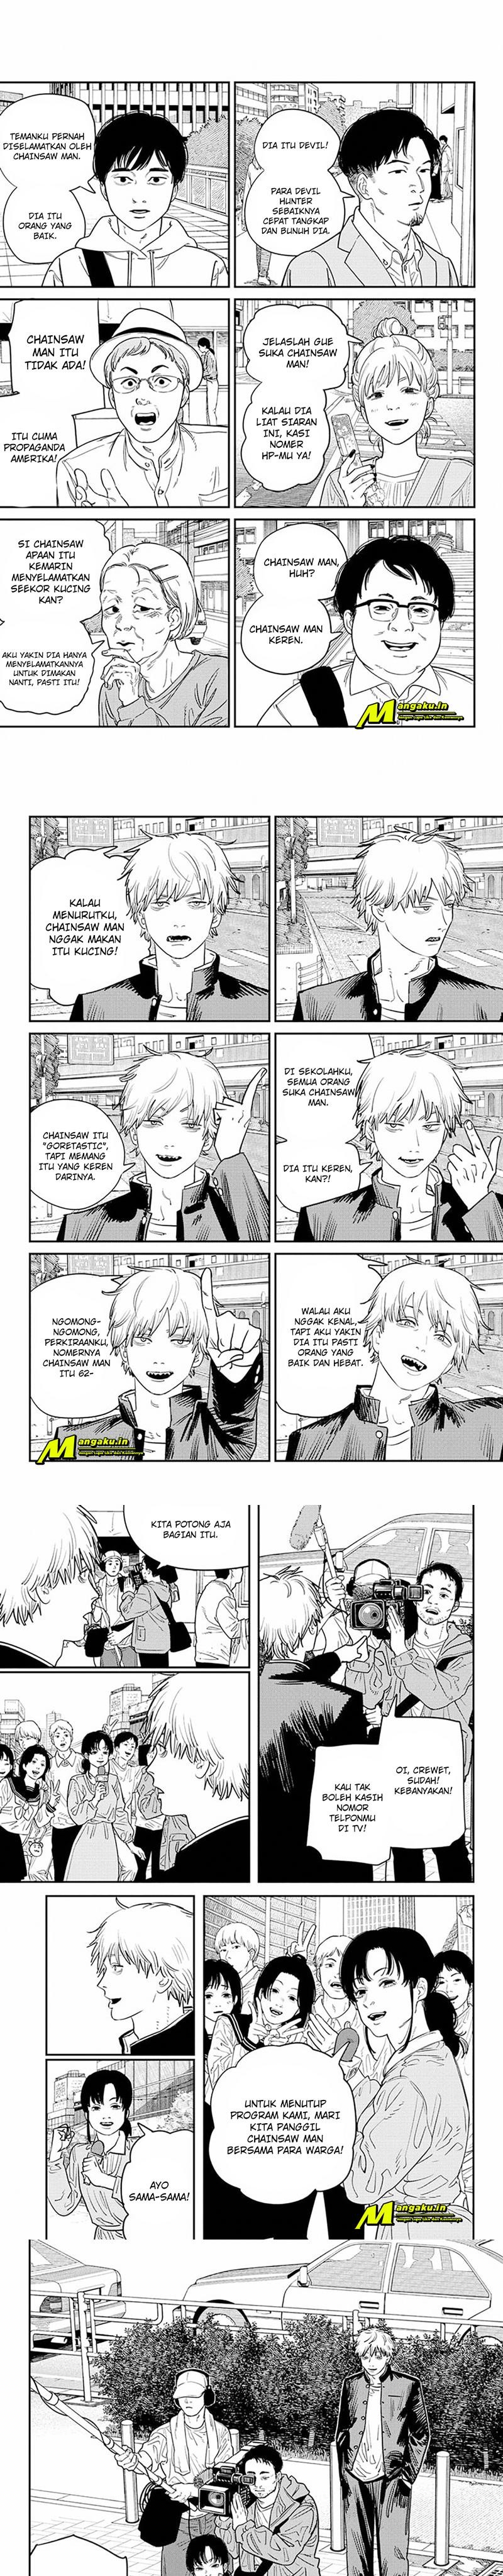 DIA ITU DEVIL!
PARA DEVIL
HUNTER
SEBAIKNYA
CEPAT TANGKAP
DAN BUNUH DIA.
TEMANKU PERNAH
DISELAMATKAN OLEH
CHAINSAW MAN.
DIA ITU
ORANG YANG
BAIK.
JELASLAH GUE
SUKA CHAINSAW
MAN!
KALAU DIA
LIAT SIARAN
INI, KASI
NOMER
HP-MU YA!
CHAINSAW
MAN ITU
TIDAK ADA!
ITU CUMA
PROPAGANDA
AMERIKA!
CHAINSAW MAN,
HUH?
CHAINSAW MAN
KEREN.
SI CHAINSAW
APAAN ITU
KEMARIN
MENYELAMATKAN
SEEKOR KUCING
KAN?
AKU YAKIN DIA HANYA
MENYELAMATKANNYA
UNTUK DIMAKAN
NANTI, PASTI ITU!
Mangaku.in
KALAU
MENURUTKU,
CHAINSAW MAN
NGGAK MAKAN
ITU KUCING!
DI SEKOLAHKU,
SEMUA ORANG
SUKA CHAINSAW
MAN.
DIA ITU KEREN,
KAN?!
CHAINSAW ITU
"GORETASTIC",
TAPI MEMANG
ITU YANG KEREN
DARINYA.
WALAU AKU
NGGAK KENAL,
TAPI AKU YAKIN
DIA ITU PASTI
ORANG YANG
BAIK DAN HEBAT.
NGOMONG-
NGOMONG,
PERKIRAANKU,
NOMERNYA
CHAINSAW MAN
ITU 62-
Mangaku.in
OI, CREWET,
SUDAH!
KEBANYAKAN!
KAU TAK
BOLEH KASIH
NOMOR
TELPONMU
DI TV!
KITA POTONG AJA
BAGIAN ITU.
UNTUK MENUTUP
PROGRAM KAMI, MARI
KITA PANGGIL
CHAINSAW MAN
BERSAMA PARA WARGA!
AYO
SAMA-SAMA!
Mangaku.in